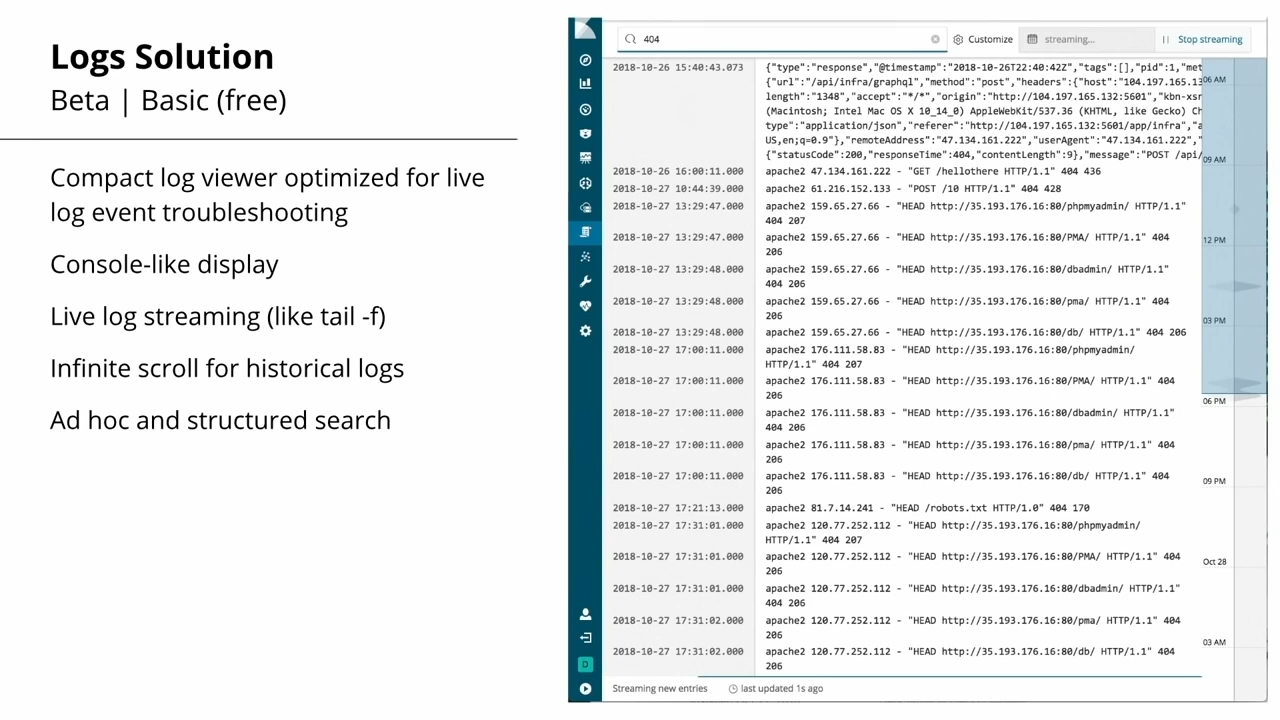 Logs Solution
Beta | Basic (free)
Compact log viewer optimized for live
log event troubleshooting
Console-like display
Live log streaming (like tail -f)
Infinite scroll for historical logs
Ad hoc and structured search
404
Customize
streaming...
Stop streaming
2018-10-26 15:40:43.073 {"type":"response","@timestamp":"2018-10-26T22:40:42Z","tags":[],"pid":1,"met
{"url":"/api/infra/graphql","method":"post","headers":{"host":"104.197.165.13
length":"1348","accept":"*/*","origin":"http://104.197.165.132:5601","kbn-xsr
(Macintosh; Intel Mac OS X 10_14_0) AppleWebKit/537.36 (KHTML, like Gecko) Ch
type":"application/json","referer":"http://104.197.165.132:5601/app/infra","a
US,en;q=0.9"},"remoteAddress":"47.134.161.222","userAgent":"47.134.161.222","
{"statusCode":200,"responseTime":404,"contentLength":9},"message":"POST /api/
2018-10-26 16:00:11.000 apache2 47.134.161.222 - "GET /hellothere HTTP/1.1" 404 436
2018-10-27 10:44:39.000 apache2 61.216.152.133 - "POST /10 HTTP/1.1" 404 428
2018-10-27 13:29:47.000 apache2 159.65.27.66 - "HEAD http://35.193.176.16:80/phpmyadmin/ HTTP/1.1"
404 207
2018-10-27 13:29:47.000 apache2 159.65.27.66 - "HEAD http://35.193.176.16:80/PMA/ HTTP/1.1" 404
206
2018-10-27 13:29:48.000 apache2 159.65.27.66 - "HEAD http://35.193.176.16:80/dbadmin/ HTTP/1.1"
404 206
2018-10-27 13:29:48.000 apache2 159.65.27.66 - "HEAD http://35.193.176.16:80/pma/ HTTP/1.1" 404
206
2018-10-27 13:29:48.000 apache2 159.65.27.66 - "HEAD http://35.193.176.16:80/db/ HTTP/1.1" 404 206
2018-10-27 17:00:11.000 apache2 176.111.58.83 - "HEAD http://35.193.176.16:80/phpmyadmin/
HTTP/1.1" 404 207
2018-10-27 17:00:11.000 apache2 176.111.58.83 - "HEAD http://35.193.176.16:80/PMA/ HTTP/1.1" 404
206
2018-10-27 17:00:11.000 apache2 176.111.58.83 - "HEAD http://35.193.176.16:80/dbadmin/ HTTP/1.1"
404 206
2018-10-27 17:00:11.000 apache2 176.111.58.83 - "HEAD http://35.193.176.16:80/pma/ HTTP/1.1" 404
206
2018-10-27 17:00:11.000 apache2 176.111.58.83 - "HEAD http://35.193.176.16:80/db/ HTTP/1.1" 404
206
2018-10-27 17:21:13.000 apache2 81.7.14.241 - "HEAD /robots.txt HTTP/1.0" 404 170
2018-10-27 17:31:01.000 apache2 120.77.252.112 - "HEAD http://35.193.176.16:80/phpmyadmin/
HTTP/1.1" 404 207
2018-10-27 17:31:01.000 apache2 120.77.252.112 - "HEAD http://35.193.176.16:80/PMA/ HTTP/1.1" 404
206
2018-10-27 17:31:01.000 apache2 120.77.252.112 - "HEAD http://35.193.176.16:80/dbadmin/ HTTP/1.1"
404 206
2018-10-27 17:31:02.000 apache2 120.77.252.112 - "HEAD http://35.193.176.16:80/pma/ HTTP/1.1" 404
206
2018-10-27 17:31:02.000 apache2 120.77.252.112 - "HEAD http://35.193.176.16:80/db/ HTTP/1.1" 404
206
06 AM
09 AM
12 PM
03 PM
06 PM
09 PM
Oct 28
03 AM
D
Streaming new entries
last updated 1s ago